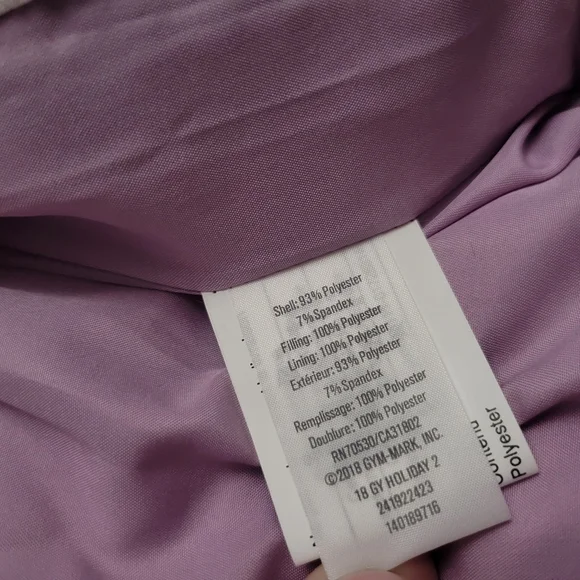 Shell: 93% Polyester
7% Spandex
Filling: 100% Polyester
Lining: 100% Polyester
Extérieur: 93% Polyester
7% Spandex
Remplissage: 100% Polyester
Doublure: 100% Polyester
RN70530/CA31802
©2018 GYM-MARK, INC.
18 GY HOLIDAY 2
241922423
140189716
Polyester